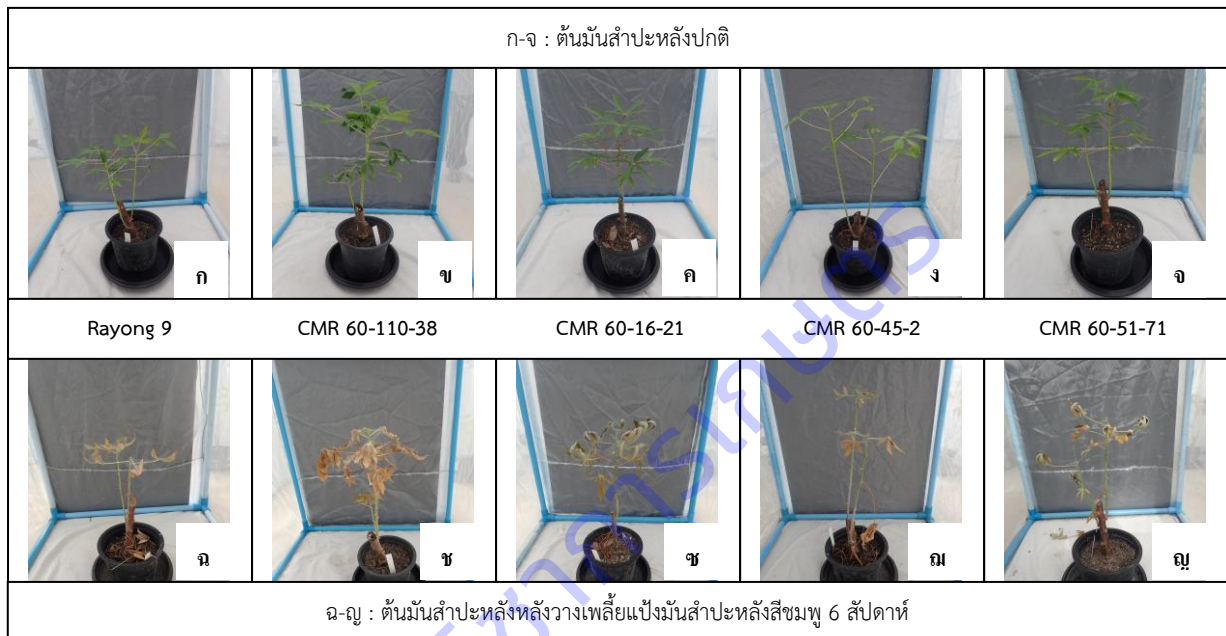 ก-จ : ต้นมันสำปะหลังปกติ
ก ข ค ง จ
Rayong 9 CMR 60-110-38 CMR 60-16-21 CMR 60-45-2 CMR 60-51-71
ฉ ช ซ ฌ ญ
ฉ-ญ : ต้นมันสำปะหลังหลังวางเพลี้ยแป้งมันสำปะหลังสีชมพู 6 สัปดาห์